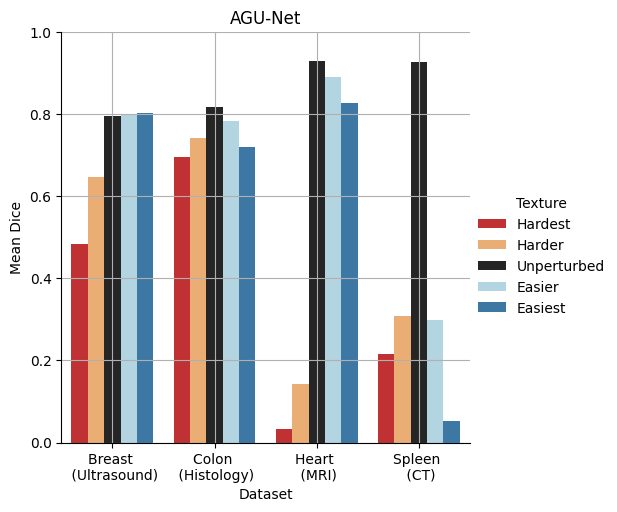 AGU-Net
1.0
0.8
0.6
0.4
0.2
0.0
Mean Dice
Breast Colon Heart Spleen
(Ultrasound) (Histology) (MRI) (CT)
Dataset
Texture
Hardest
Harder
Unperturbed
Easier
Easiest